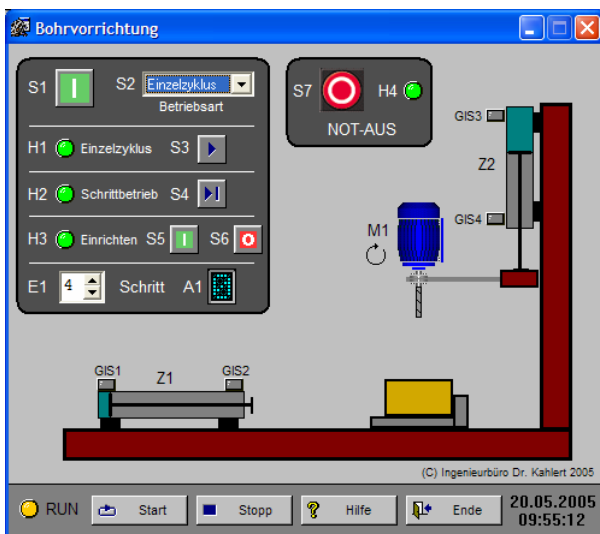 Bohrvorrichtung
S1 I S2 Einzelzyklus
Betriebsart
H1 Einzelzyklus S3
H2 Schrittbetrieb S4
H3 Einrichten S5 I S6 O
E1 4 Schritt A1 8
S7 H4
NOT-AUS
GIS3
Z2
GIS4
M1
GIS1 Z1 GIS2
(C) Ingenieurbüro Dr. Kahlert 2005
RUN Start Stopp ? Hilfe Ende 20.05.2005
09:55:12